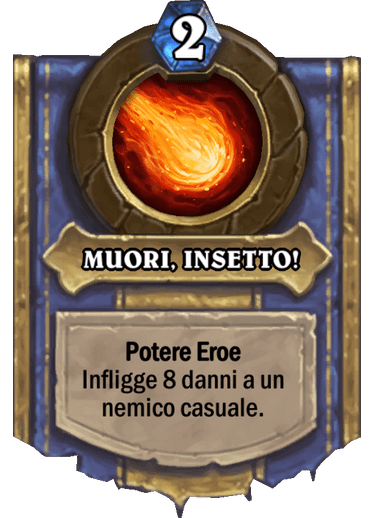 2
MUORI, INSETTO!
Potere Eroe
Infligge 8 danni a un
nemico casuale.